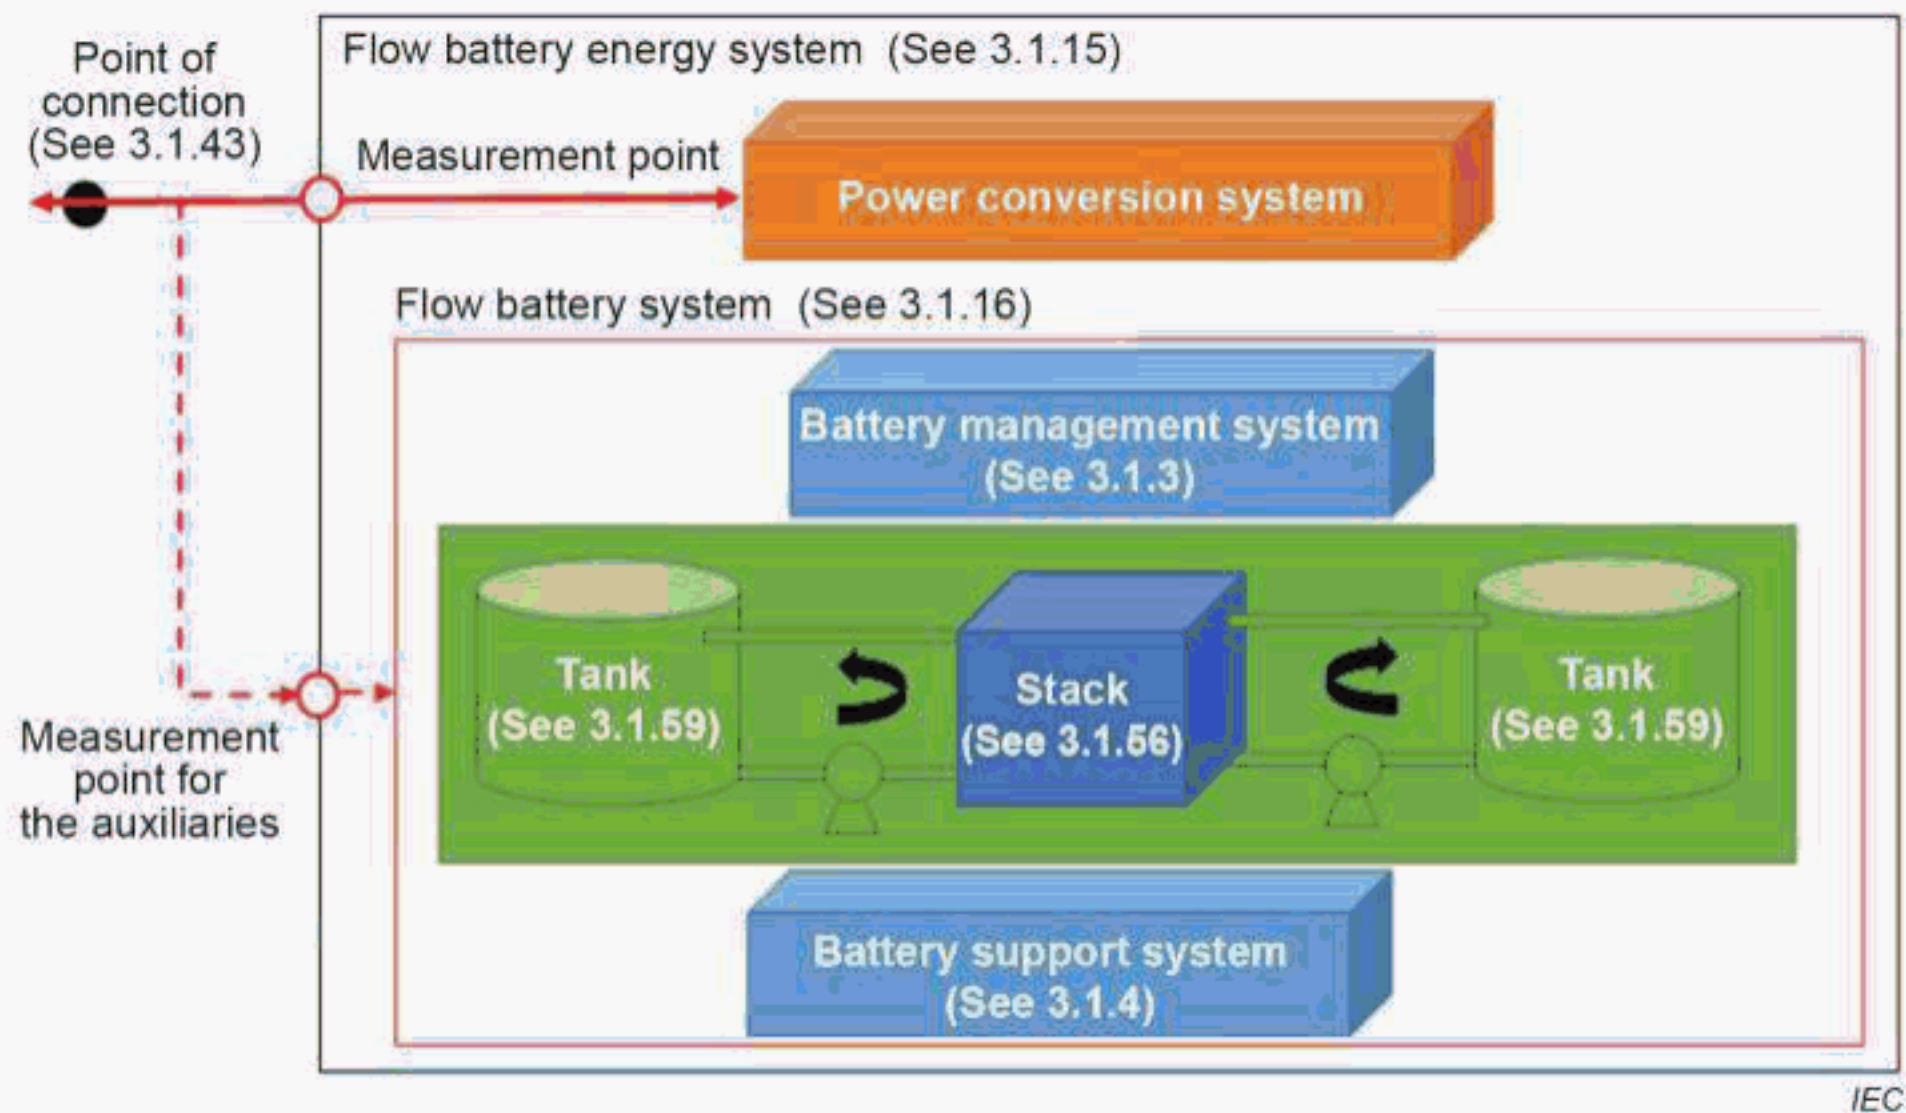 Point of
connection
(See 3.1.43)
Flow battery energy system (See 3.1.15)
Measurement point
Power conversion system
Flow battery system (See 3.1.16)
Battery management system
(See 3.1.3)
Tank
(See 3.1.59)
Stack
(See 3.1.56)
Tank
(See 3.1.59)
Measurement
point for
the auxiliaries
Battery support system
(See 3.1.4)
IEC